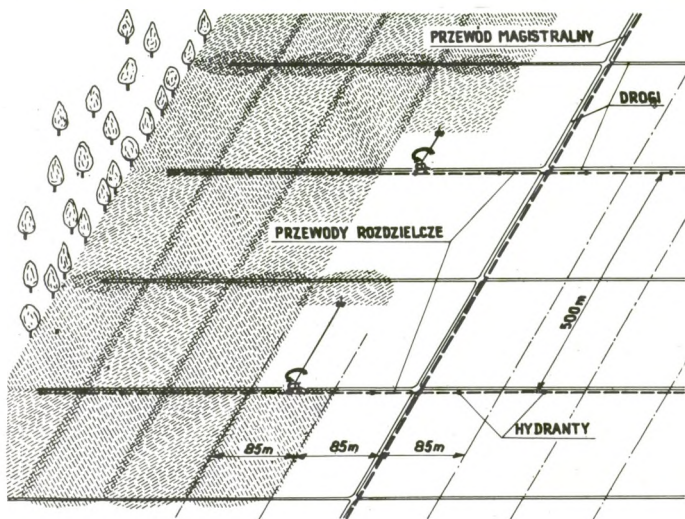 PRZEWÓD MAGISTRALNY
DROGI
PRZEWODY ROZDZIELCZE
500m
HYDRANTY
85m 85m 85m